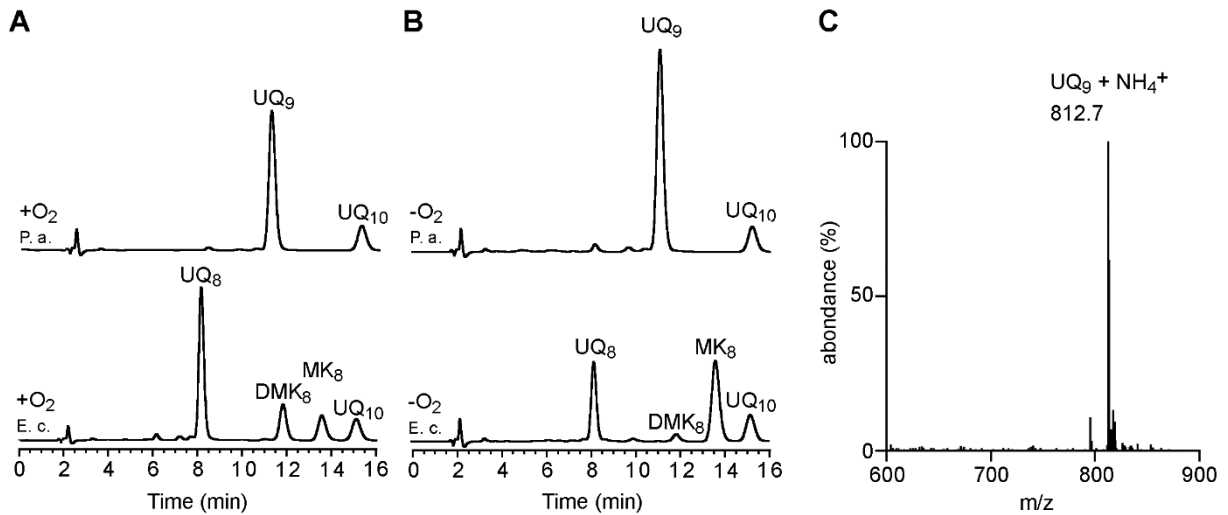 A
UQ₉
+O₂
P. a.
UQ₁₀
UQ₈
DMK₈
MK₈
UQ₁₀
+O₂
E. c.
0 2 4 6 8 10 12 14 16
Time (min)
B
UQ₉
-O₂
P. a.
UQ₁₀
UQ₈
MK₈
DMK₈
UQ₁₀
-O₂
E. c.
0 2 4 6 8 10 12 14 16
Time (min)
C
UQ₉ + NH₄⁺
812.7
100
50
0
abondance (%)
600 700 800 900
m/z